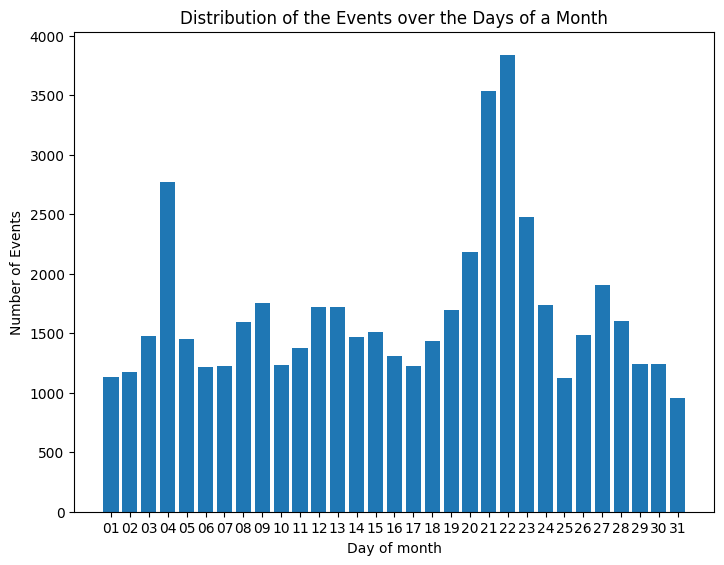 Distribution of the Events over the Days of a Month
4000
3500
3000
2500
2000
1500
1000
500
0
Number of Events
01 02 03 04 05 06 07 08 09 10 11 12 13 14 15 16 17 18 19 20 21 22 23 24 25 26 27 28 29 30 31
Day of month